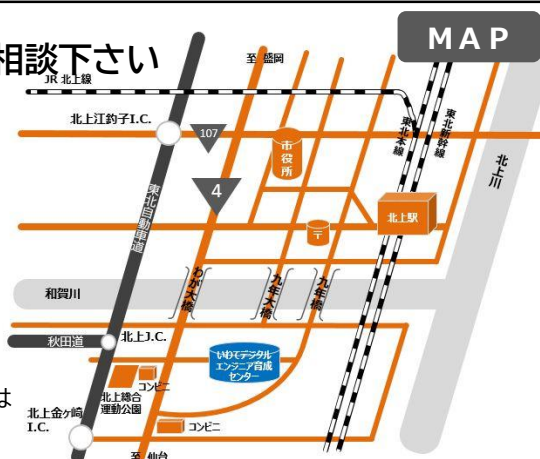 相談下さい
MAP
至 盛岡
JR 北上線
北上江釣子I.C.
107
市役所
東北本線
東北新幹線
北上川
4
東北自動車道
北上駅
〒
わが大橋
九年大橋
九年橋
和賀川
秋田道
北上J.C.
いわてデジタル
エンジニア育成
センター
コンビニ
北上総合
運動公園
は
北上金ヶ崎
I.C.
コンビニ
至 仙台